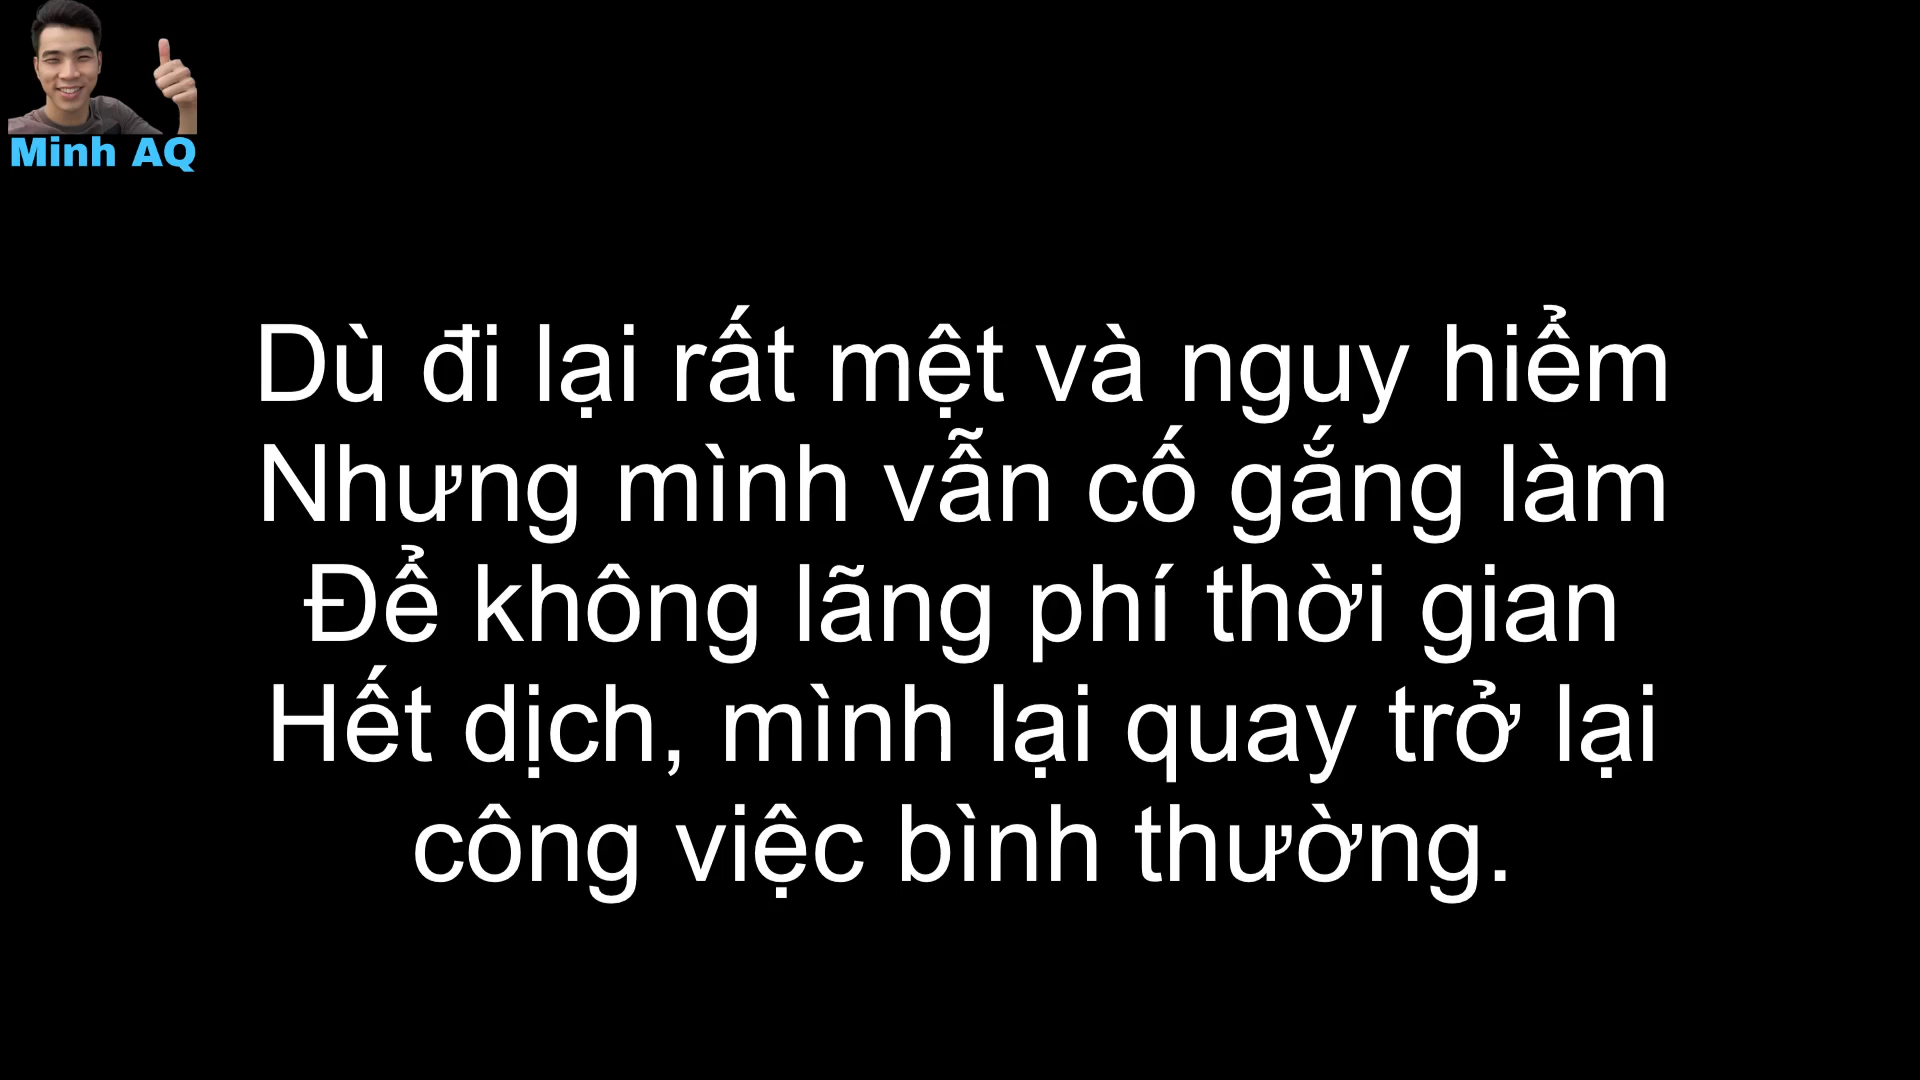 Minh AQ
Dù đi lại rất mệt và nguy hiểm
Nhưng mình vẫn cố gắng làm
Để không lãng phí thời gian
Hết dịch, mình lại quay trở lại
công việc bình thường.